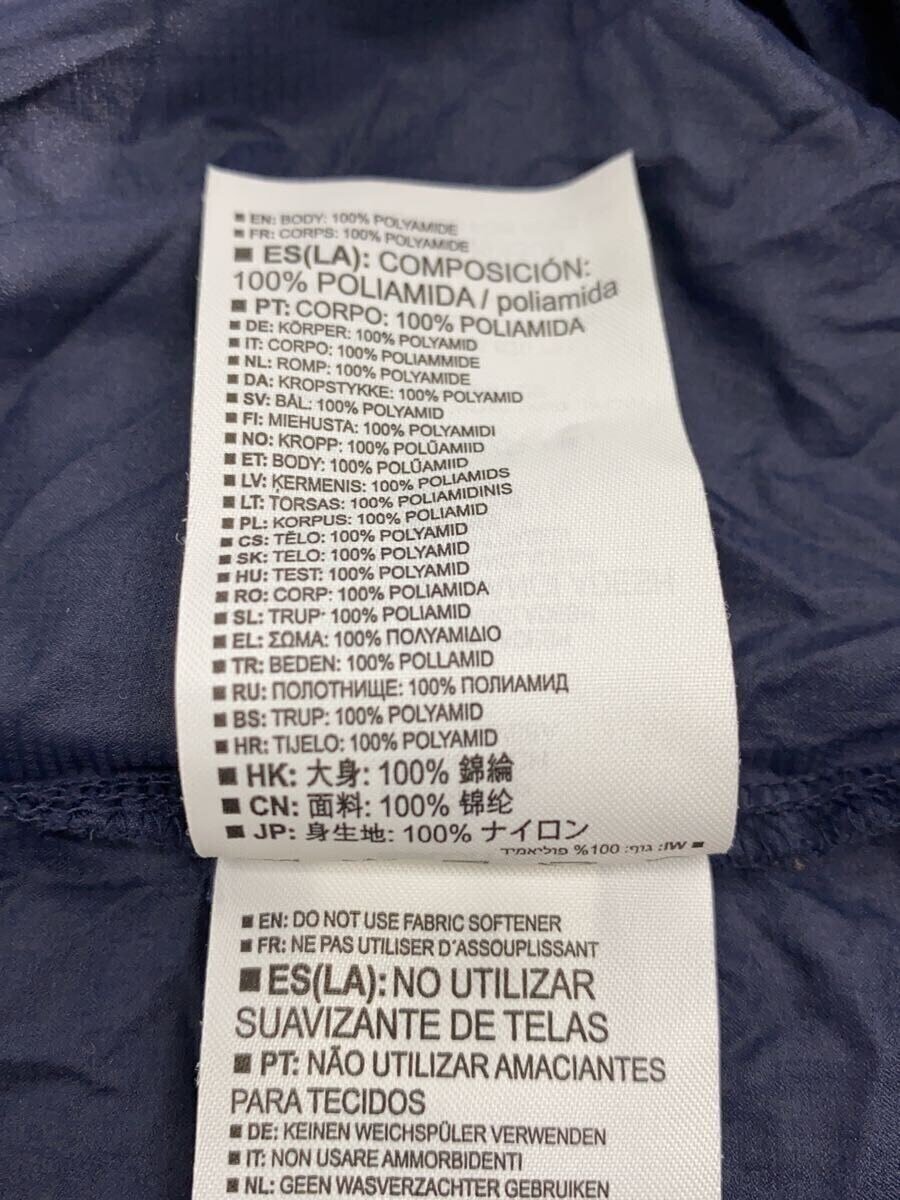 ■ EN: BODY: 100% POLYAMIDE
■ FR: CORPS: 100% POLYAMIDE
■ ES(LA): COMPOSICIÓN:
100% POLIAMIDA / poliamida
■ PT: CORPO: 100% POLIAMIDA
■ DE: KÖRPER: 100% POLYAMID
■ IT: CORPO: 100% POLIAMMIDE
■ NL: ROMP: 100% POLYAMIDE
■ DA: KROPSTYKKE: 100% POLYAMID
■ SV: BÅL: 100% POLYAMID
■ FI: MIEHUSTA: 100% POLYAMIDI
■ NO: KROPP: 100% POLÜAMIID
■ ET: BODY: 100% POLÜAMIID
■ LV: ĶERMENIS: 100% POLIAMIDS
■ LT: TORSAS: 100% POLIAMIDINIS
■ PL: KORPUS: 100% POLIAMID
■ CS: TĚLO: 100% POLYAMID
■ SK: TELO: 100% POLYAMID
■ HU: TEST: 100% POLYAMID
■ RO: CORP: 100% POLIAMIDA
■ SL: TRUP: 100% POLIAMID
■ EL: ΣΩΜΑ: 100% ΠΟΛΥΑΜΙΔΙΟ
■ TR: BEDEN: 100% POLLAMID
■ RU: ПОЛОТНИЩЕ: 100% ПОЛИАМИД
■ BS: TRUP: 100% POLYAMID
■ HR: TIJELO: 100% POLYAMID
■ HK: 大身: 100% 錦綸
■ CN: 面料: 100% 锦纶
■ JP: 身生地: 100% ナイロン
■ IW: גוף: 100% פוליאמיד
■ EN: DO NOT USE FABRIC SOFTENER
■ FR: NE PAS UTILISER D'ASSOUPLISSANT
■ ES(LA): NO UTILIZAR
SUAVIZANTE DE TELAS
■ PT: NÃO UTILIZAR AMACIANTES
PARA TECIDOS
■ DE: KEINEN WEICHSPÜLER VERWENDEN
■ IT: NON USARE AMMORBIDENTI
■ NL: GEEN WASVERZACHTER GEBRUIKEN